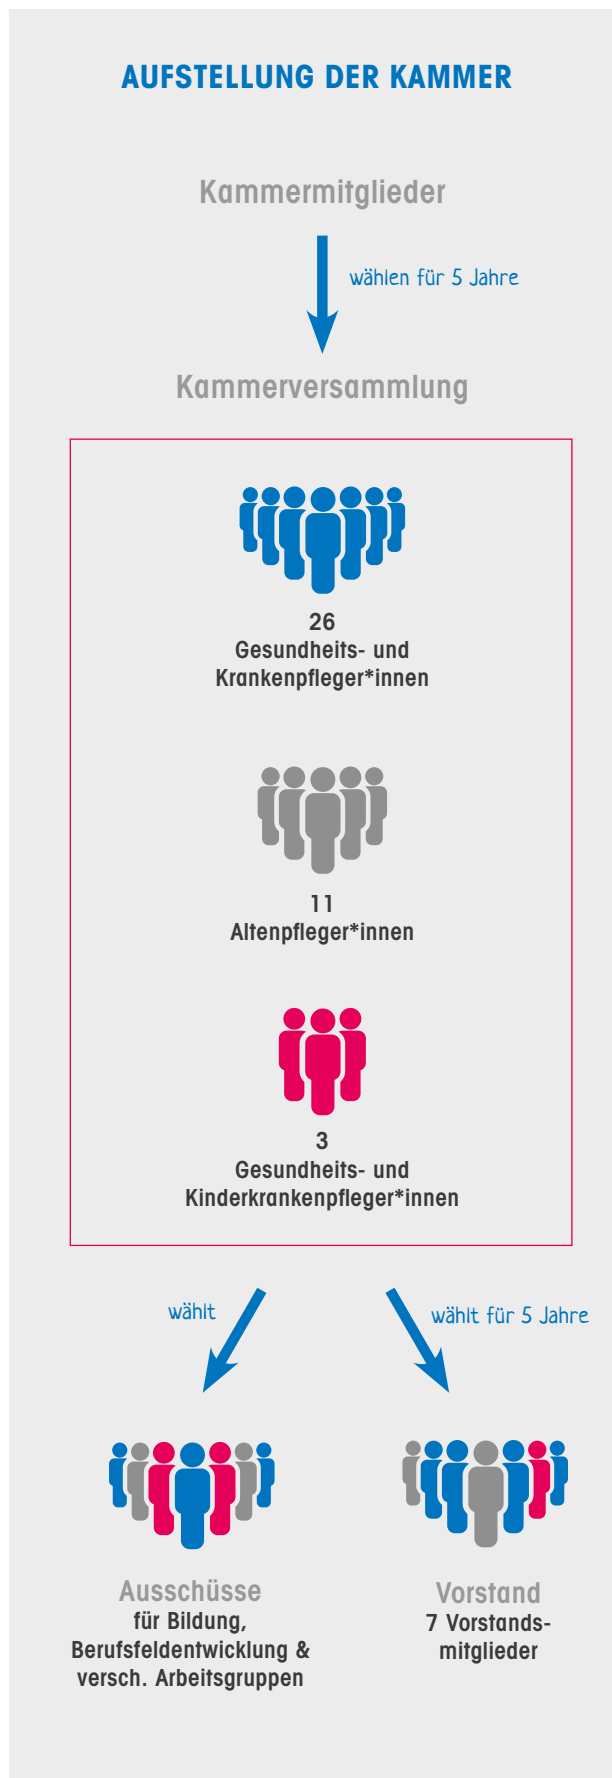 AUFSTELLUNG DER KAMMER
Kammermitglieder
wählen für 5 Jahre
Kammerversammlung
26
Gesundheits- und
Krankenpfleger*innen
11
Altenpfleger*innen
3
Gesundheits- und
Kinderkrankenpfleger*innen
wählt
wählt für 5 Jahre
Ausschüsse
für Bildung,
Berufsfeldentwicklung &
versch. Arbeitsgruppen
Vorstand
7 Vorstands-
mitglieder